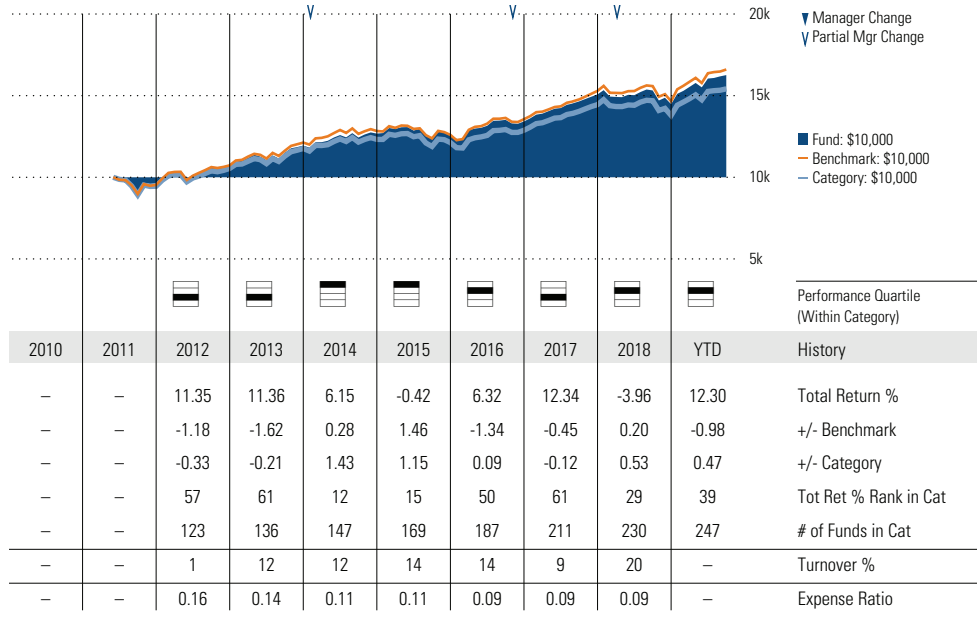 20k
▼ Manager Change
∨ Partial Mgr Change
15k
Fund: $10,000
Benchmark: $10,000
Category: $10,000
10k
5k
Performance Quartile
(Within Category)
2010 2011 2012 2013 2014 2015 2016 2017 2018 YTD History
– – 11.35 11.36 6.15 -0.42 6.32 12.34 -3.96 12.30 Total Return %
– – -1.18 -1.62 0.28 1.46 -1.34 -0.45 0.20 -0.98 +/- Benchmark
– – -0.33 -0.21 1.43 1.15 0.09 -0.12 0.53 0.47 +/- Category
– – 57 61 12 15 50 61 29 39 Tot Ret % Rank in Cat
– – 123 136 147 169 187 211 230 247 # of Funds in Cat
– – 1 12 12 14 14 9 20 – Turnover %
– – 0.16 0.14 0.11 0.11 0.09 0.09 0.09 – Expense Ratio